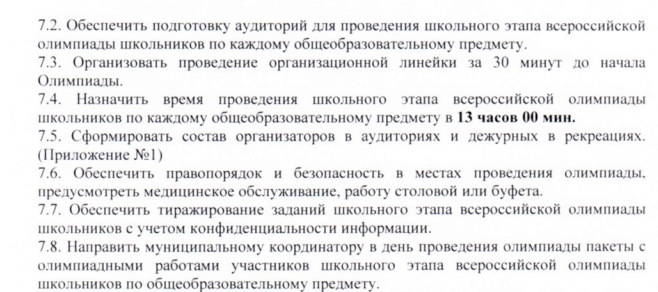 7.2. Обеспечить подготовку аудиторий для проведения школьного этапа всероссийской
олимпиады школьников по каждому общеобразовательному предмету.
7.3. Организовать проведение организационной линейки за 30 минут до начала
Олимпиады.
7.4. Назначить время проведения школьного этапа всероссийской олимпиады
школьников по каждому общеобразовательному предмету в 13 часов 00 мин.
7.5. Сформировать состав организаторов в аудиториях и дежурных в рекреациях.
(Приложение №1)
7.6. Обеспечить правопорядок и безопасность в местах проведения олимпиады,
предусмотреть медицинское обслуживание, работу столовой или буфета.
7.7. Обеспечить тиражирование заданий школьного этапа всероссийской олимпиады
школьников с учетом конфиденциальности информации.
7.8. Направить муниципальному координатору в день проведения олимпиады пакеты с
олимпиадными работами участников школьного этапа всероссийской олимпиады
школьников по общеобразовательному предмету.